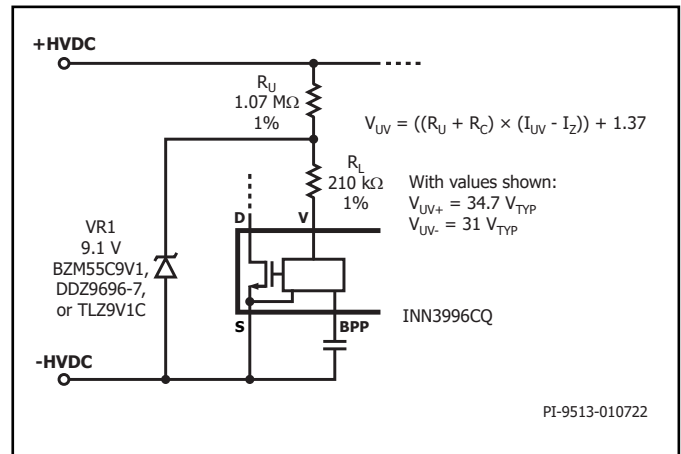 +HVDC
R_U
1.07 MΩ
1%
V_UV = ((R_U + R_C) × (I_UV - I_Z)) + 1.37
R_L
210 kΩ
1%
With values shown:
V_UV+ = 34.7 V_TYP
V_UV- = 31 V_TYP
D
V
VR1
9.1 V
BZM55C9V1,
DDZ9696-7,
or TLZ9V1C
INN3996CQ
S
BPP
-HVDC
PI-9513-010722